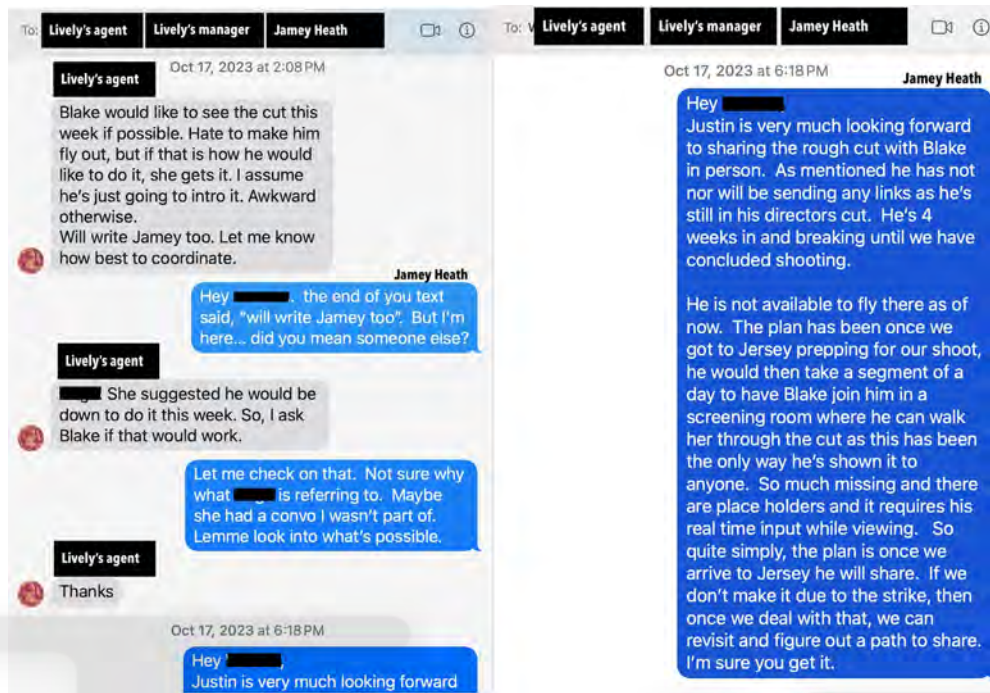 To: Lively's agent Lively's manager Jamey Heath
Oct 17, 2023 at 2:08 PM
Lively's agent
Blake would like to see the cut this
week if possible. Hate to make him
fly out, but if that is how he would
like to do it, she gets it. I assume
he's just going to intro it. Awkward
otherwise.
Will write Jamey too. Let me know
how best to coordinate.
Jamey Heath
Hey . the end of you text
said, "will write Jamey too". But I'm
here... did you mean someone else?
Lively's agent
She suggested he would be
down to do it this week. So, I ask
Blake if that would work.
Let me check on that. Not sure why
what is referring to. Maybe
she had a convo I wasn't part of.
Lemme look into what's possible.
Lively's agent
Thanks
Oct 17, 2023 at 6:18 PM
Hey ,
Justin is very much looking forward
To: Lively's agent Lively's manager Jamey Heath
Oct 17, 2023 at 6:18 PM
Jamey Heath
Hey
Justin is very much looking forward
to sharing the rough cut with Blake
in person. As mentioned he has not
nor will be sending any links as he's
still in his directors cut. He's 4
weeks in and breaking until we have
concluded shooting.
He is not available to fly there as of
now. The plan has been once we
got to Jersey prepping for our shoot,
he would then take a segment of a
day to have Blake join him in a
screening room where he can walk
her through the cut as this has been
the only way he's shown it to
anyone. So much missing and there
are place holders and it requires his
real time input while viewing. So
quite simply, the plan is once we
arrive to Jersey he will share. If we
don't make it due to the strike, then
once we deal with that, we can
revisit and figure out a path to share.
I'm sure you get it.